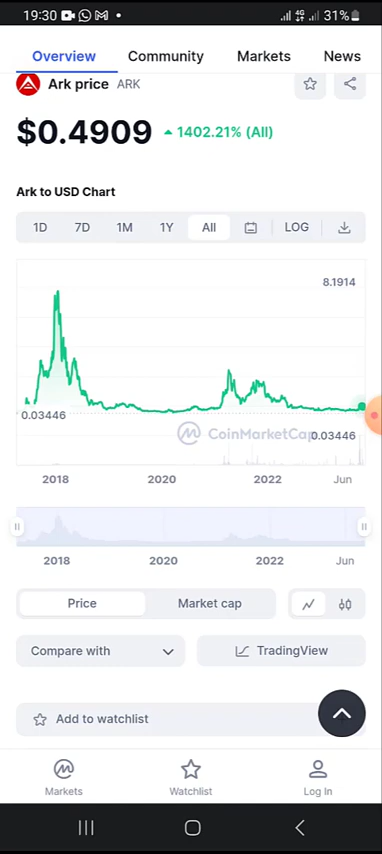 19:30 4G 31%
Overview Community Markets News
Ark price ARK
$0.4909 1402.21% (All)
Ark to USD Chart
1D 7D 1M 1Y All LOG
8.1914
0.03446
CoinMarketCap 0.03446
2018 2020 2022 Jun
2018 2020 2022 Jun
Price Market cap
Compare with TradingView
Add to watchlist
Markets Watchlist Log In